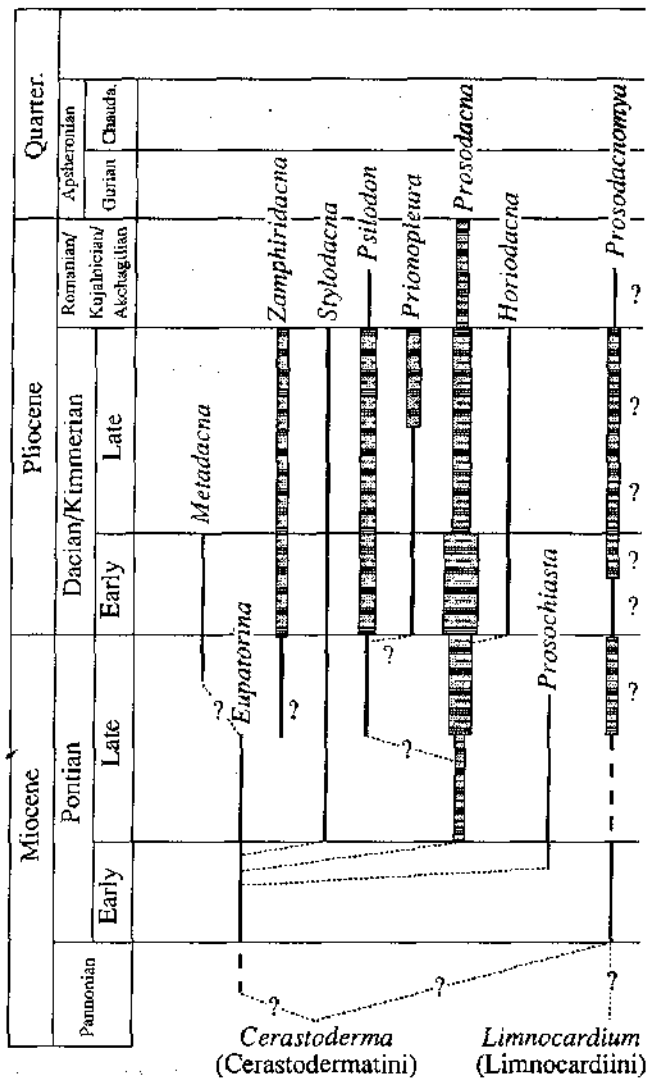 Quarter.
Apsheronian
Chauda.
Gurian
Pliocene
Romanian/
Kujalnician/
Akchagilian
Dacian/Kimmerian
Late
Early
Miocene
Pontian
Late
Early
Pannonian
Metadacna
Eupatorina
Zamphiridacna
Stylodacna
Psilodon
Prionopleura
Prosodacna
Horiodacna
Prosochiasta
Prosodacnomya
?
?
?
?
?
?
?
?
?
?
?
?
?
?
Cerastoderma
(Cerastodermatini)
Limnocardium
(Limnocardiini)